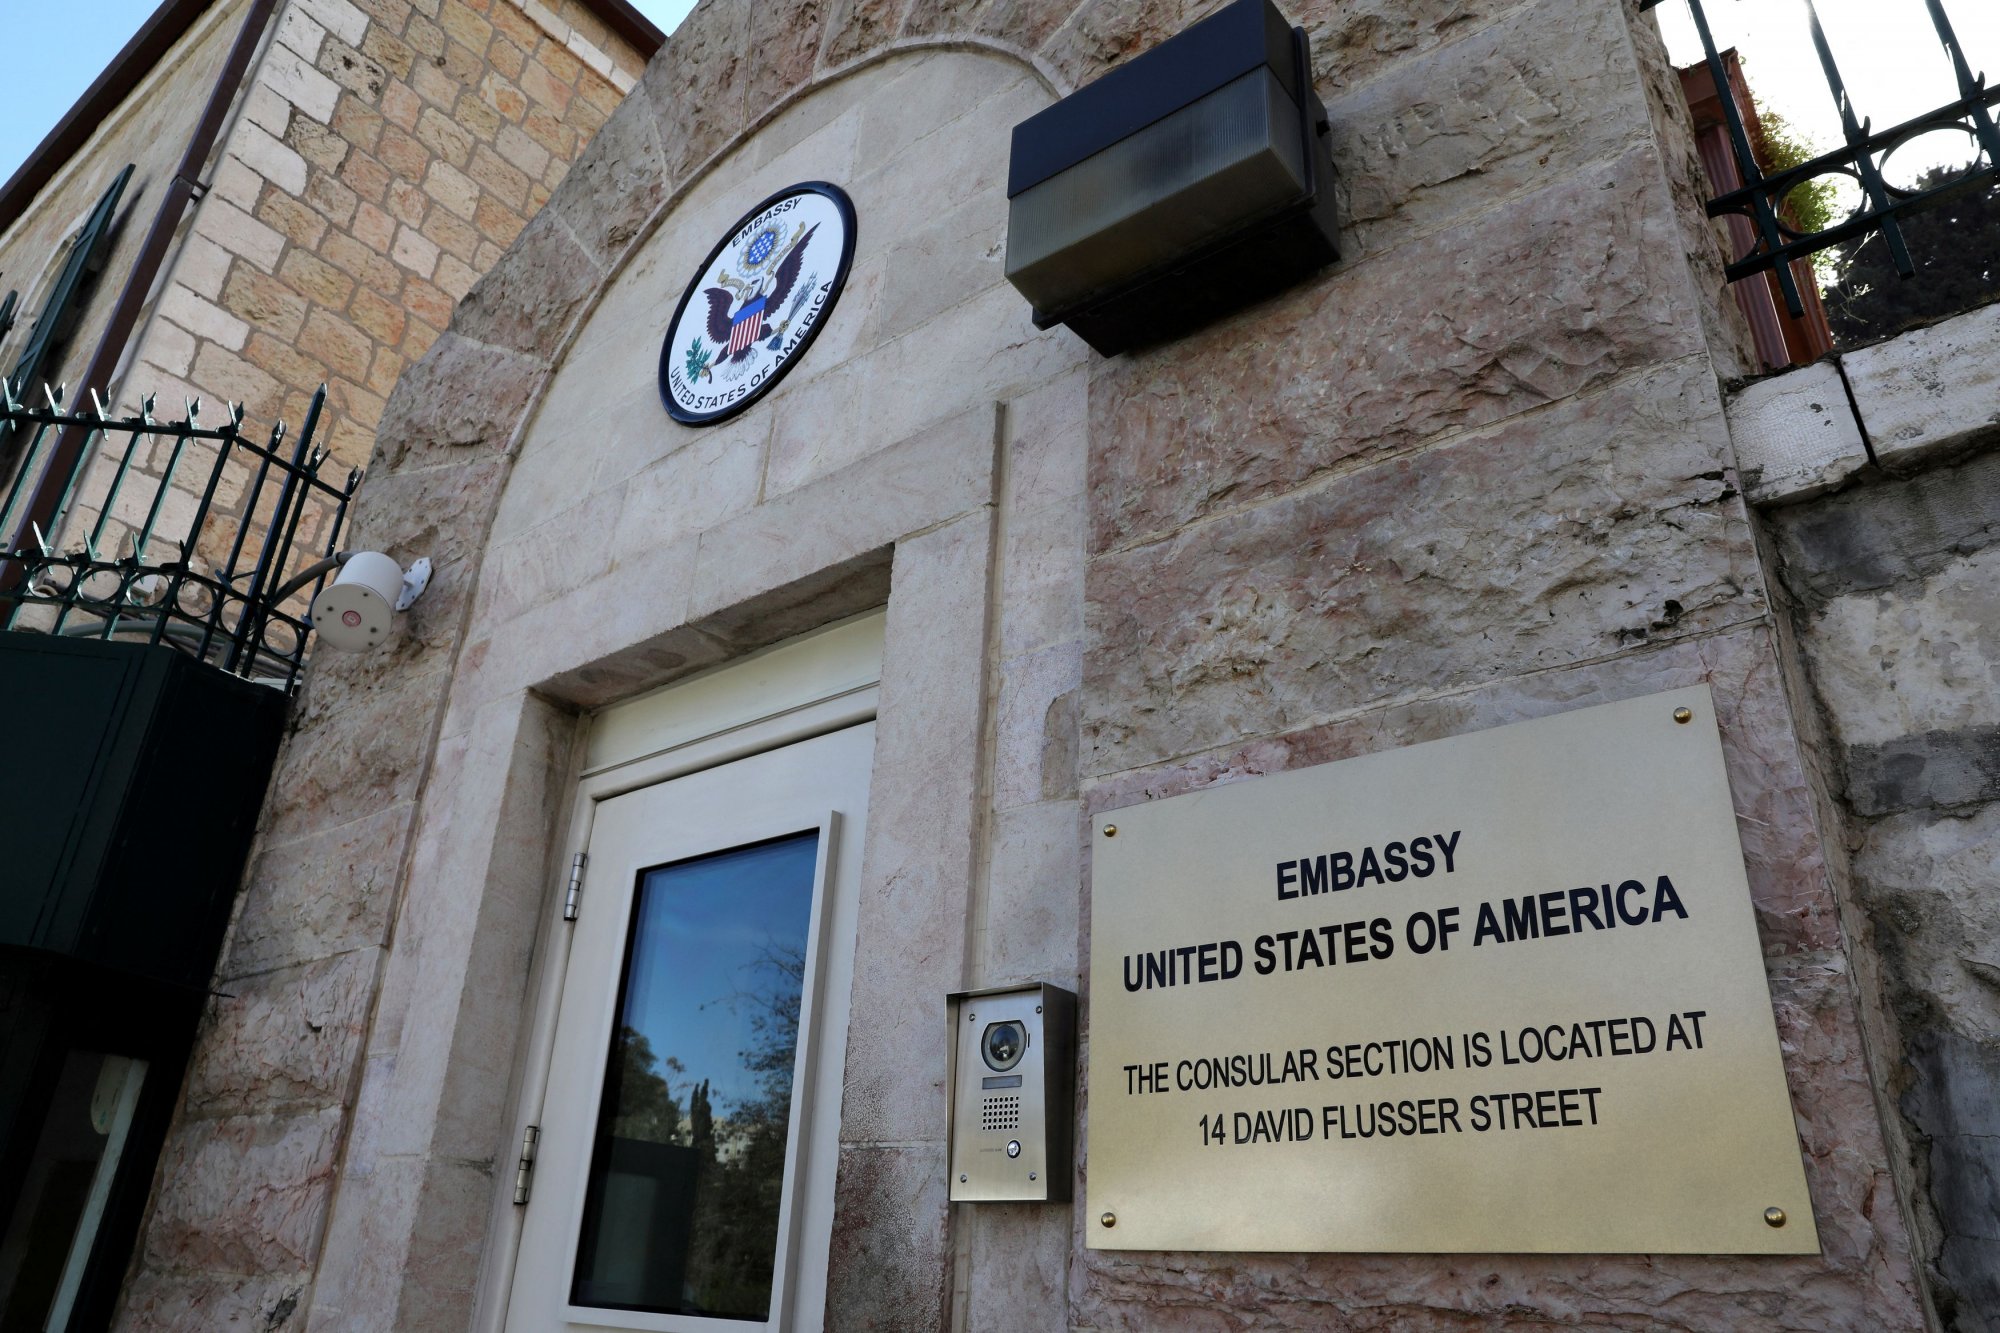 EMBASSY
UNITED STATES OF AMERICA
EMBASSY
UNITED STATES OF AMERICA
THE CONSULAR SECTION IS LOCATED AT
14 DAVID FLUSSER STREET